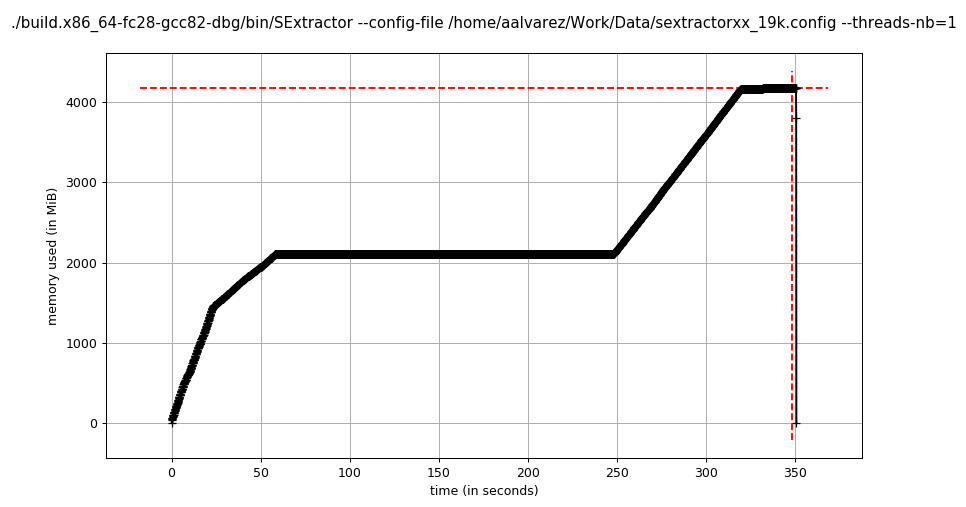 ./build.x86_64-fc28-gcc82-dbg/bin/SExtractor --config-file /home/aalvarez/Work/Data/sextractorxx_19k.config --threads-nb=1
4000
3000
2000
1000
0
memory used (in MiB)
0 50 100 150 200 250 300 350
time (in seconds)